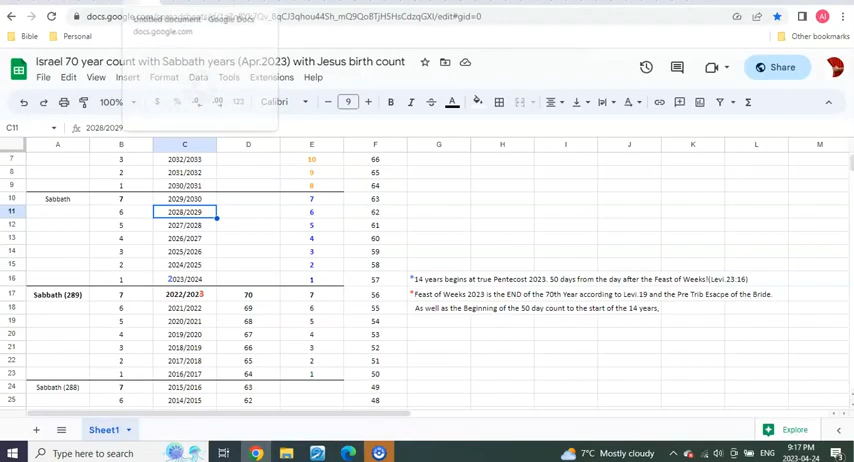 docs.google.com
Untitled document - Google Docs
docs.google.com
Bible
Personal
Other bookmarks
Israel 70 year count with Sabbath years (Apr.2023) with Jesus birth count
File Edit View Insert Format Data Tools Extensions Help
Share
100% $ % .0 .00 123 Calibri 9 B I A
C11 fx 2028/2029
A B C D E F G H I J K L M
7 3 2032/2033 10 66
8 2 2031/2032 9 65
9 1 2030/2031 8 64
10 Sabbath 7 2029/2030 7 63
11 6 2028/2029 6 62
12 5 2027/2028 5 61
13 4 2026/2027 4 60
14 3 2025/2026 3 59
15 2 2024/2025 2 58
16 1 2023/2024 1 57 *14 years begins at true Pentecost 2023. 50 days from the day after the Feast of Weeks!(Levi.23:16)
17 Sabbath (289) 7 2022/2023 70 7 56 *Feast of Weeks 2023 is the END of the 70th Year according to Levi.19 and the Pre Trib Esacpe of the Bride.
18 6 2021/2022 69 6 55 As well as the Beginning of the 50 day count to the start of the 14 years,
19 5 2020/2021 68 5 54
20 4 2019/2020 67 4 53
21 3 2018/2019 66 3 52
22 2 2017/2018 65 2 51
23 1 2016/2017 64 1 50
24 Sabbath (288) 7 2015/2016 63 49
25 6 2014/2015 62 48
Sheet1
Explore
Type here to search
7°C Mostly cloudy
ENG
9:17 PM
2023-04-24